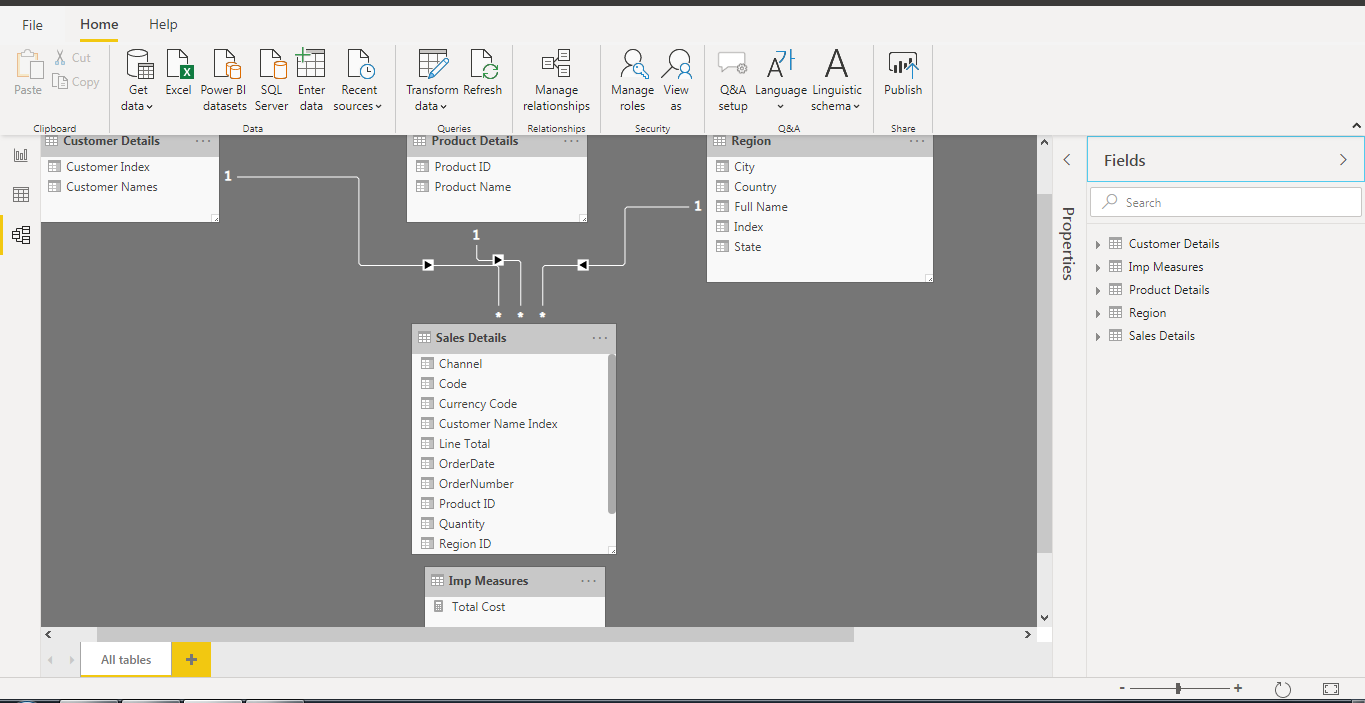 File Home Help
Paste
Cut
Copy
Clipboard
Get data
Excel
Power BI datasets
SQL Server
Enter data
Recent sources
Data
Transform data
Refresh
Queries
Manage relationships
Relationships
Manage roles
View as
Security
Q&A setup
Language
Linguistic schema
Q&A
Publish
Share
Customer Details ...
Customer Index
Customer Names
1
Product Details ...
Product ID
Product Name
1
Region ...
City
Country
Full Name
Index
State
1
* * *
Sales Details ...
Channel
Code
Currency Code
Customer Name Index
Line Total
OrderDate
OrderNumber
Product ID
Quantity
Region ID
Imp Measures ...
Total Cost
Properties
Fields
Search
Customer Details
Imp Measures
Product Details
Region
Sales Details
All tables +
- +